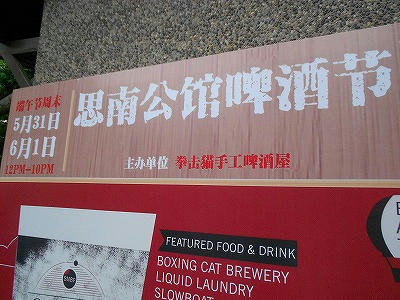 端午节周末
5月31日
6月1日
12PM-10PM
思南公馆啤酒节
主办单位 拳击猫手工啤酒屋
FEATURED FOOD & DRINK
BOXING CAT BREWERY
LIQUID LAUNDRY
SLOWBOAT